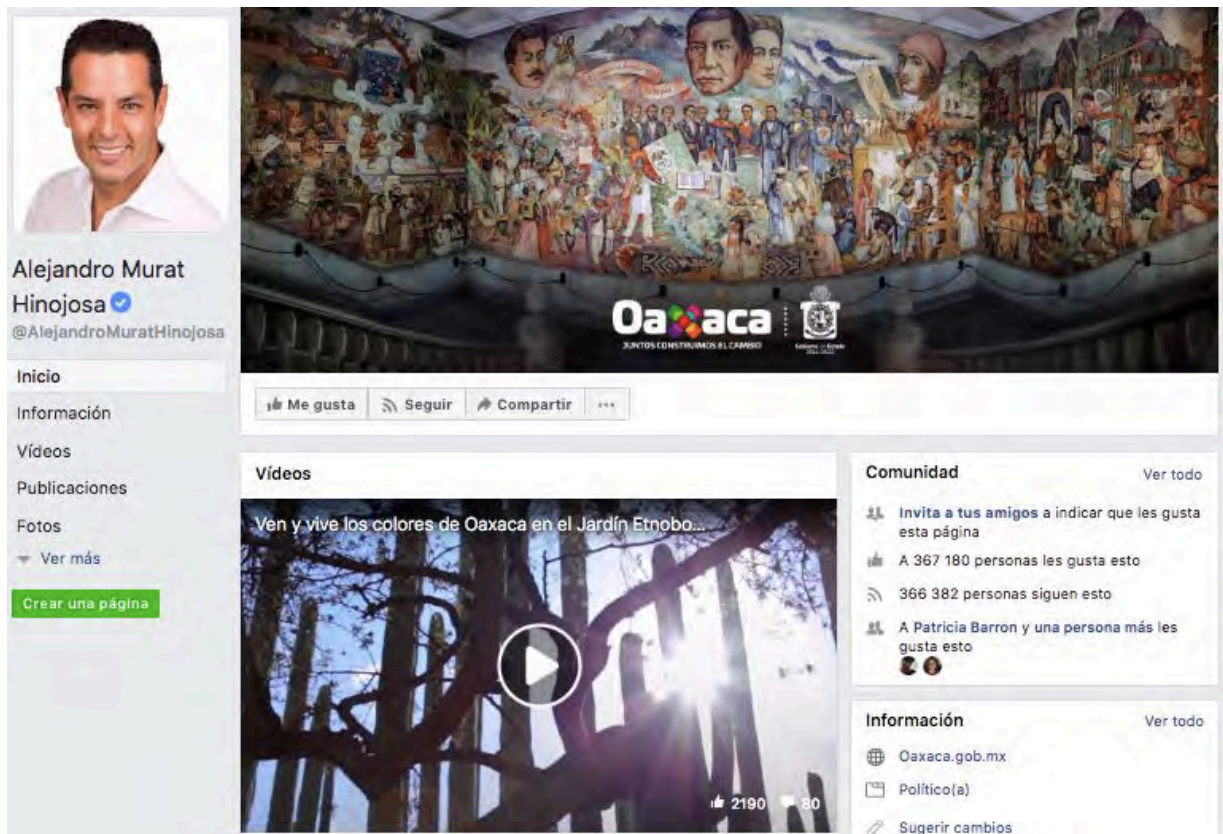 Alejandro Murat
Hinojosa
@AlejandroMuratHinojosa
Inicio
Información
Vídeos
Publicaciones
Fotos
Ver más
Crear una página
Oaxaca
JUNTOS CONSTRUIMOS EL CAMBIO
Me gusta
Seguir
Compartir
Vídeos
Ven y vive los colores de Oaxaca en el Jardín Etnobo...
2190
80
Comunidad
Ver todo
Invita a tus amigos a indicar que les gusta
esta página
A 367 180 personas les gusta esto
366 382 personas siguen esto
A Patricia Barron y una persona más les
gusta esto
Información
Ver todo
Oaxaca.gob.mx
Político(a)
Sugerir cambios